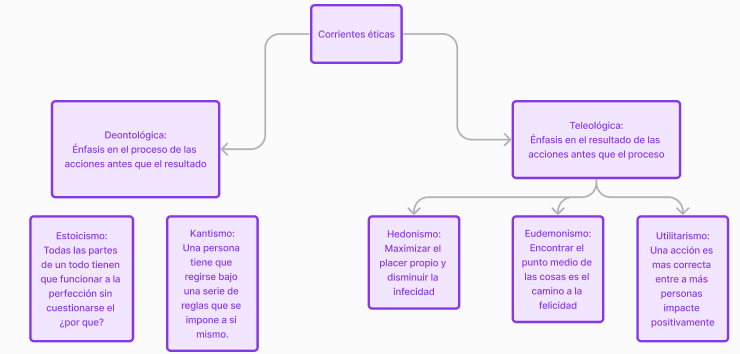 Corrientes éticas
Deontológica:
Énfasis en el proceso de las
acciones antes que el resultado
Teleológica:
Énfasis en el resultado de las
acciones antes que el proceso
Estoicismo:
Todas las partes
de un todo tienen
que funcionar a la
perfección sin
cuestionarse el
¿por que?
Kantismo:
Una persona
tiene que
regirse bajo
una serie de
reglas que se
impone a si
mismo.
Hedonismo:
Maximizar el
placer propio y
disminuir la
infecidad
Eudemonismo:
Encontrar el
punto medio de
las cosas es el
camino a la
felicidad
Utilitarismo:
Una acción es
mas correcta
entre a más
personas
impacte
positivamente